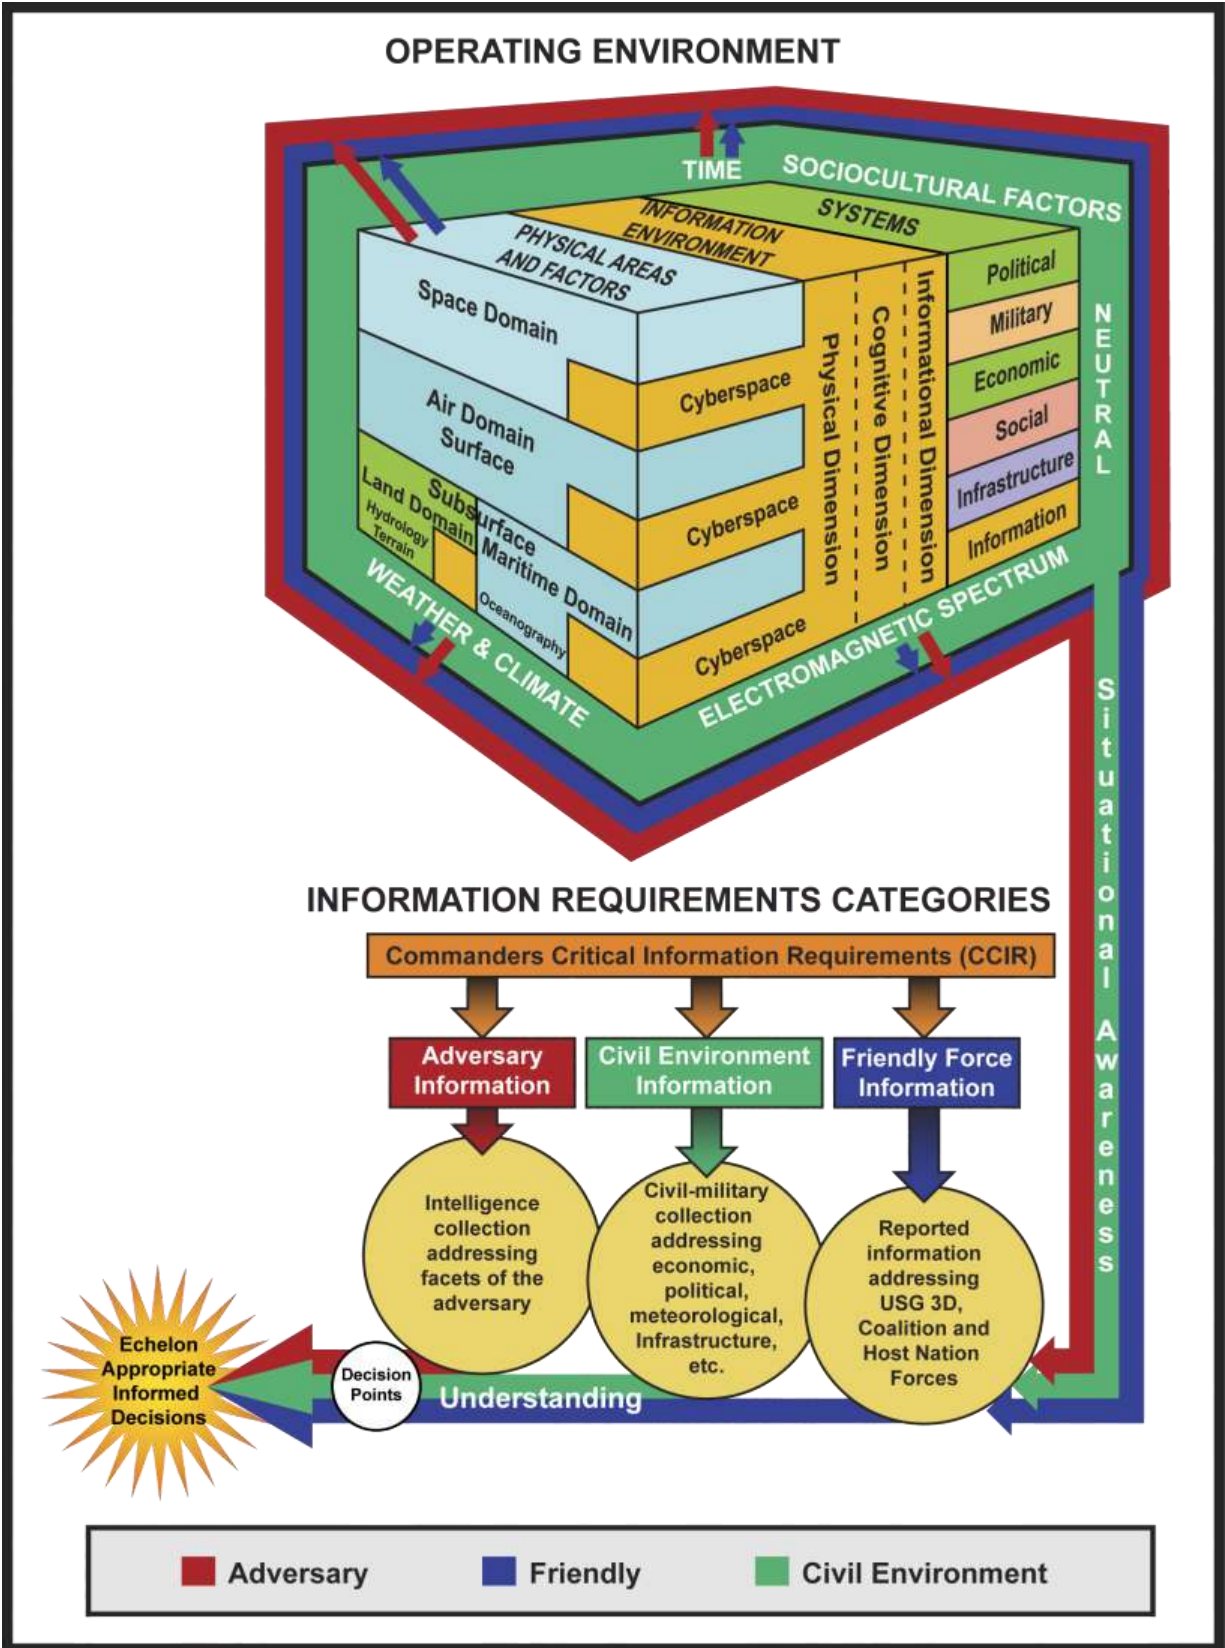 OPERATING ENVIRONMENT
TIME
SOCIOCULTURAL FACTORS
SYSTEMS
INFORMATION
ENVIRONMENT
PHYSICAL AREAS
AND FACTORS
Space Domain
Air Domain
Surface
Subsurface
Land Domain
Hydrology
Terrain
Maritime Domain
Oceanography
Cyberspace
Cyberspace
Cyberspace
Physical Dimension
Cognitive Dimension
Informational Dimension
Political
Military
Economic
Social
Infrastructure
Information
NEUTRAL
WEATHER & CLIMATE
ELECTROMAGNETIC SPECTRUM
Situational Awareness
INFORMATION REQUIREMENTS CATEGORIES
Commanders Critical Information Requirements (CCIR)
Adversary
Information
Civil Environment
Information
Friendly Force
Information
Intelligence
collection
addressing
facets of the
adversary
Civil-military
collection
addressing
economic,
political,
meteorological,
Infrastructure,
etc.
Reported
information
addressing
USG 3D,
Coalition and
Host Nation
Forces
Echelon
Appropriate
Informed
Decisions
Decision
Points
Understanding
Adversary
Friendly
Civil Environment